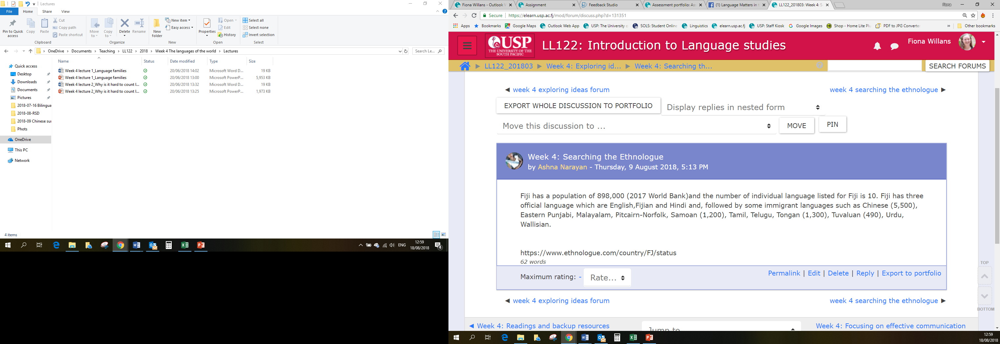 Lectures
File
Home
Share
View
Pin to Quick access
Copy
Paste
Cut
Copy path
Paste shortcut
Clipboard
Move to
Copy to
Delete
Rename
Organize
New folder
New item
Easy access
New
Properties
Open
Edit
History
Open
Select all
Select none
Invert selection
Select
OneDrive
Documents
Teaching
LL122
2018
Week 4 The languages of the world
Lectures
Search Le...
Name
Status
Date modified
Type
Size
Week 4 lecture 1_Language families 20/06/2018 14:02 Microsoft Word D... 19 KB
Week 4 lecture 1_Language families 20/06/2018 13:00 Microsoft PowerP... 5,953 KB
Week 4 lecture 2_Why is it hard to count l... 20/06/2018 13:32 Microsoft Word D... 19 KB
Week 4 lecture 2_Why is it hard to count l... 20/06/2018 13:25 Microsoft PowerP... 1,973 KB
Quick access
Desktop
Downloads
Documents
Pictures
2018-07-16 Bilingua
2018-08-RSD
2018-09 Chinese sur
Phots
OneDrive
This PC
Network
4 items
ENG
12:59
18/08/2018
4
Fiona Willans - Outlook
Assignment
Feedback Studio
Assessment portfolio: As
(1) Language Matters in
LL122_201803: Week 4: S
Fiona
Secure
https://elearn.usp.ac.fj/mod/forum/discuss.php?d=131351
Apps
Bookmarks
Google Maps
Outlook Web App
USP: The University
SOLS: Student Online
Linguistics
elearn.usp.ac.fj
USP: Staff Kiosk
Google Images
Shop - Home Lite Plu
PDF to JPG Converter
Other bookmarks
USP
THE UNIVERSITY OF THE
SOUTH PACIFIC
LL122: Introduction to Language studies
Fiona Willans
LL122_201803
Week 4: Exploring id...
Week 4: Searching th...
SEARCH FORUMS
week 4 exploring ideas forum
week 4 searching the ethnologue
EXPORT WHOLE DISCUSSION TO PORTFOLIO
Display replies in nested form
Move this discussion to ...
MOVE
PIN
Week 4: Searching the Ethnologue
by Ashna Narayan - Thursday, 9 August 2018, 5:13 PM
Fiji has a population of 898,000 (2017 World Bank)and the number of individual language listed for Fiji is 10. Fiji has three
official language which are English,Fijian and Hindi and, followed by some immigrant languages such as Chinese (5,500),
Eastern Punjabi, Malayalam, Pitcairn-Norfolk, Samoan (1,200), Tamil, Telugu, Tongan (1,300), Tuvaluan (490), Urdu,
Wallisian.
https://www.ethnologue.com/country/FJ/status
62 words
Maximum rating: -
Rate...
Permalink | Edit | Delete | Reply | Export to portfolio
TOP
BOTTOM
week 4 exploring ideas forum
week 4 searching the ethnologue
Week 4: Readings and backup resources
Jump to
Week 4: Focusing on effective communication
12:59
18/08/2018